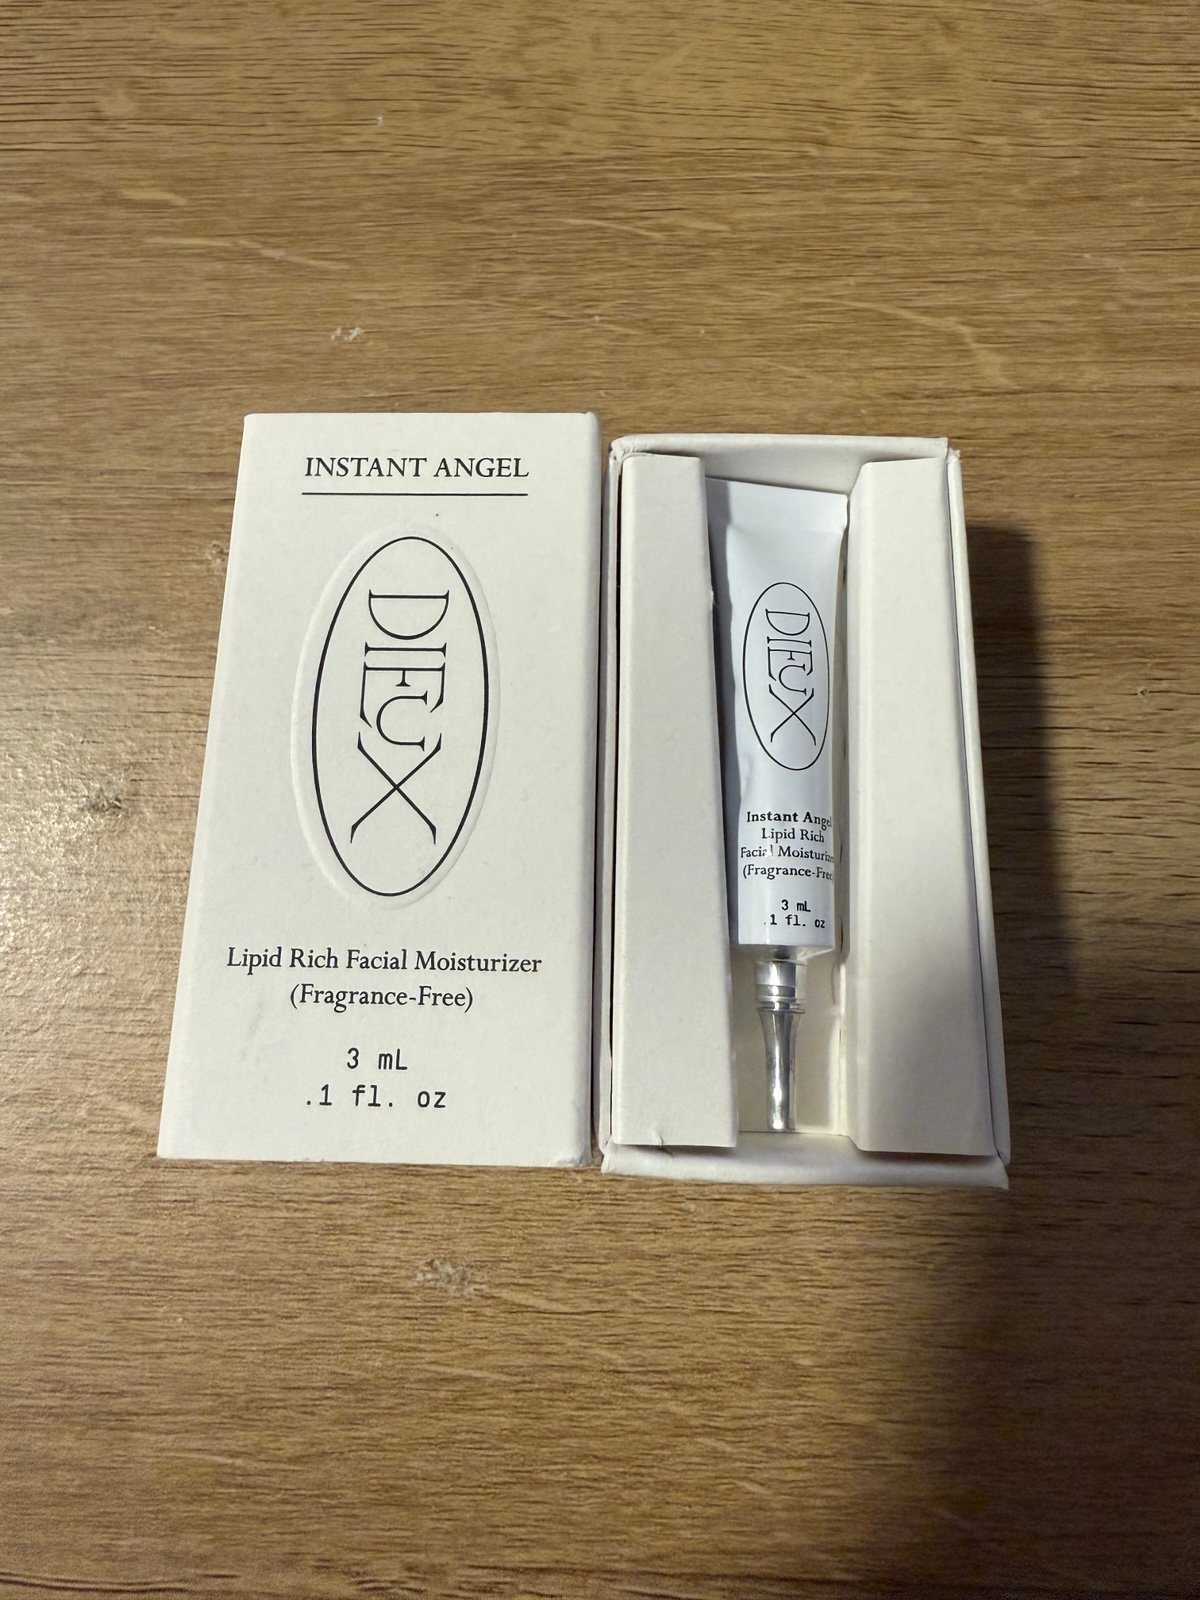 INSTANT ANGEL
DIEUX
Lipid Rich Facial Moisturizer
(Fragrance-Free)
3 mL
.1 fl. oz
DIEUX
Instant Angel
Lipid Rich
Facial Moisturize
(Fragrance-Free
3 mL
.1 fl. oz